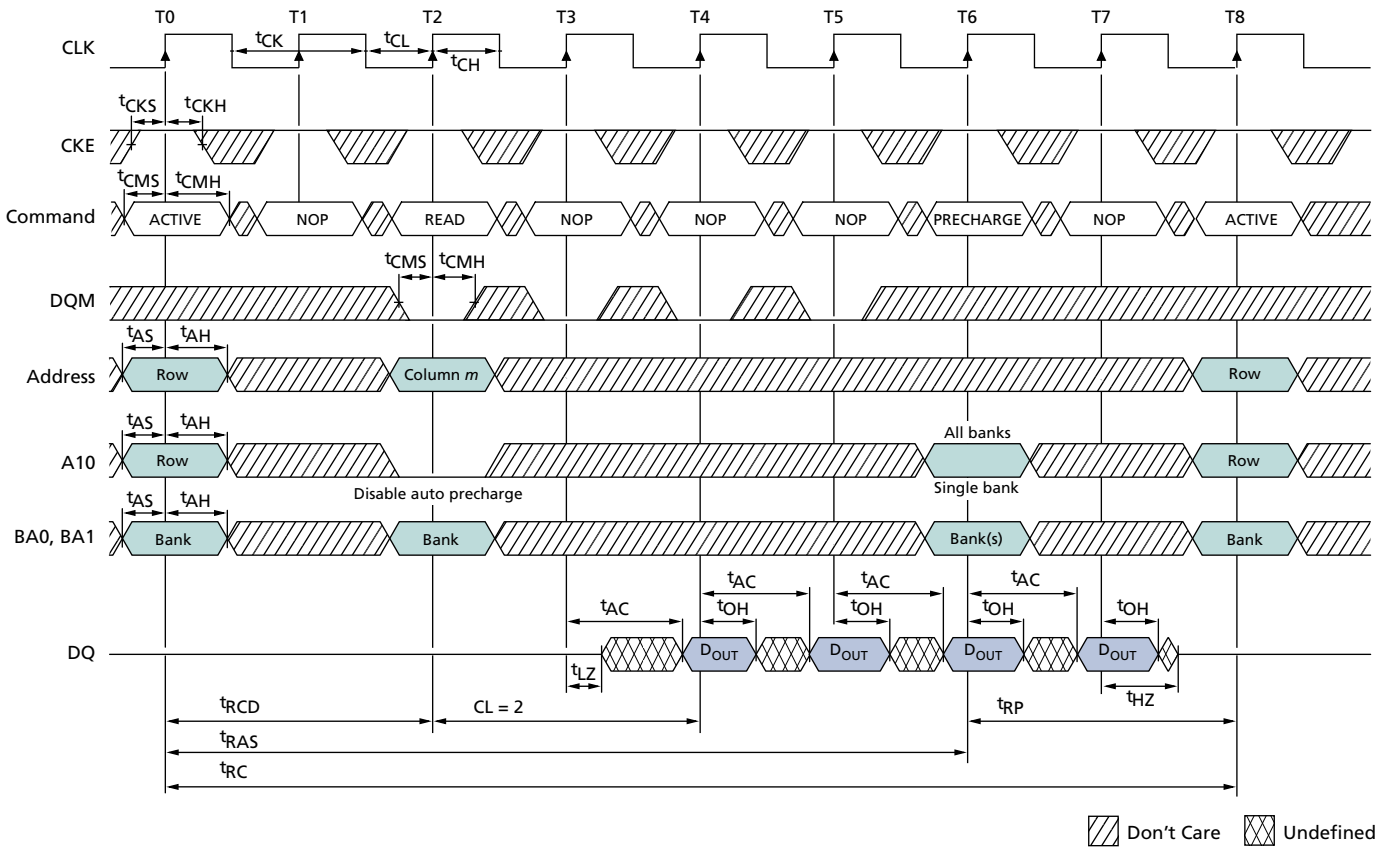 T0 T1 T2 T3 T4 T5 T6 T7 T8
CLK
tCK tCL
tCH
tCKS tCKH
CKE
tCMS tCMH
Command ACTIVE NOP READ NOP NOP NOP PRECHARGE NOP ACTIVE
tCMS tCMH
DQM
tAS tAH
Address Row Column m Row
tAS tAH
All banks
A10 Row Row
Disable auto precharge
Single bank
tAS tAH
BA0, BA1 Bank Bank Bank(s) Bank
tAC tAC tAC tAC
tOH tOH tOH tOH
DQ DOUT DOUT DOUT DOUT
tLZ tHZ
tRCD CL = 2 tRP
tRAS
tRC
Don't Care Undefined